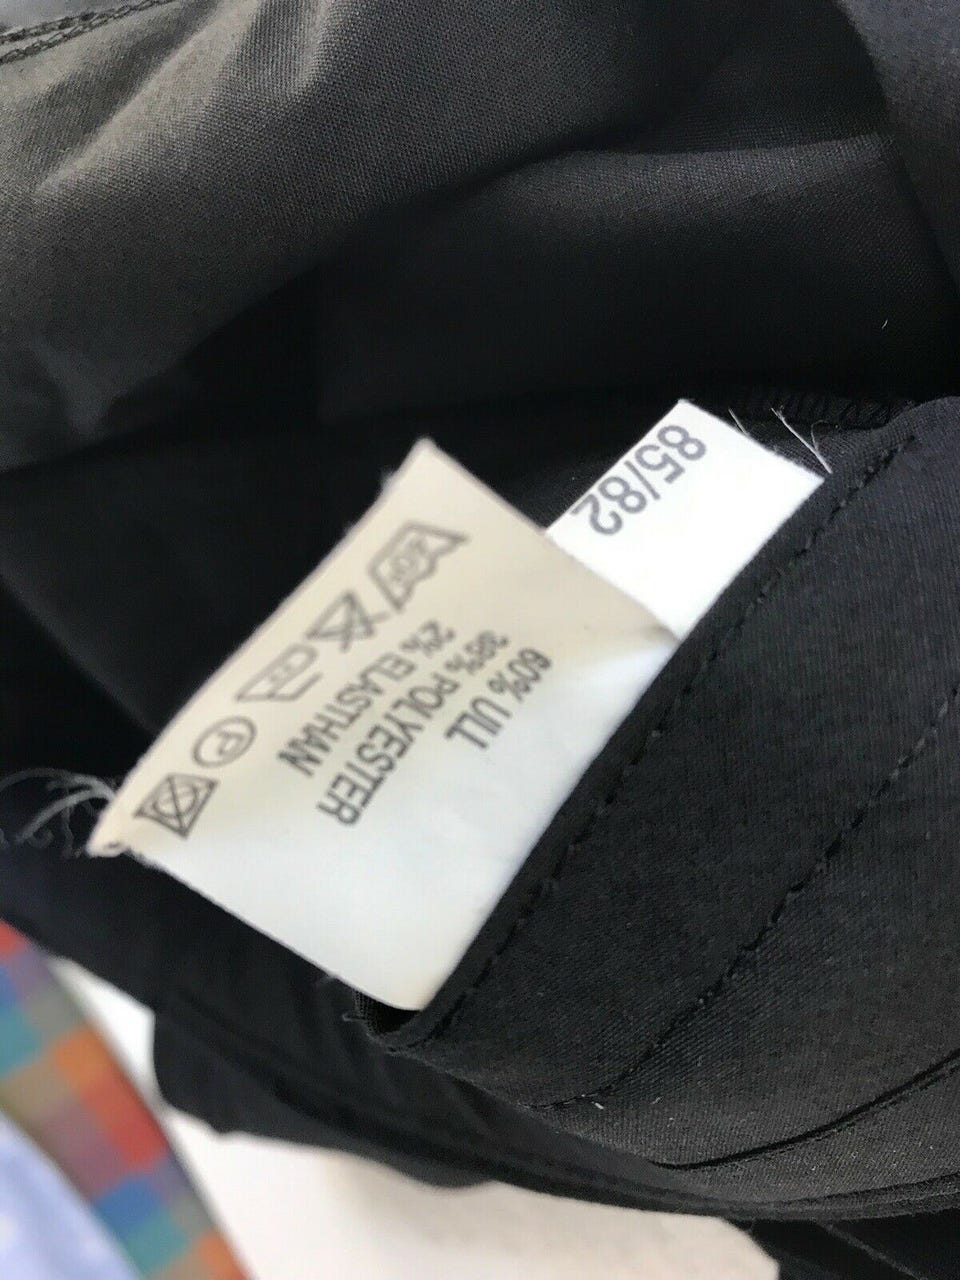 85/82
60% ULL
38% POLYESTER
2% ELASTHAN
P